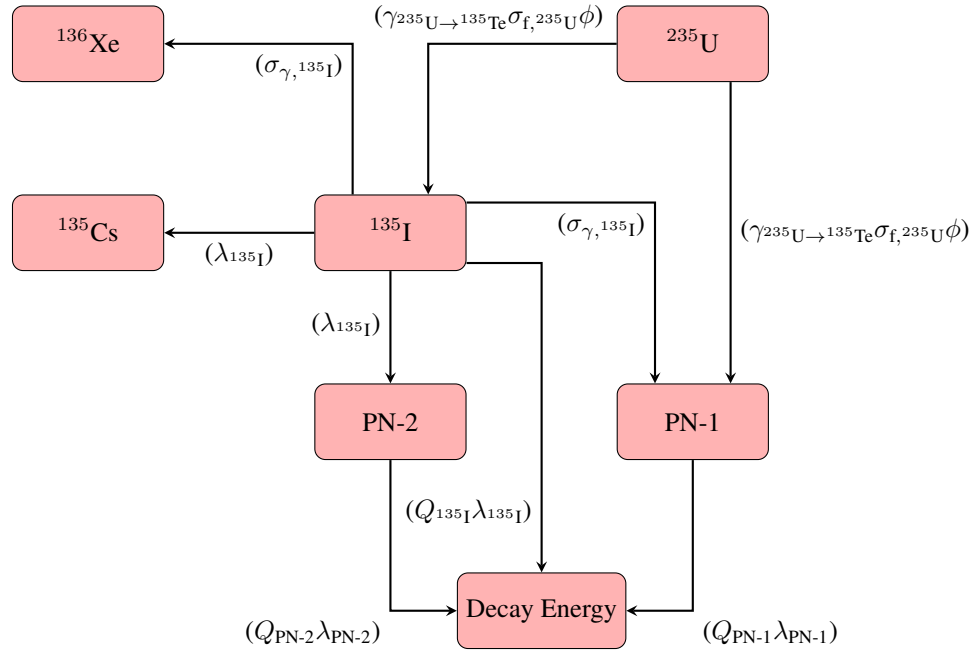 (γ²³⁵U→¹³⁵Te σf,²³⁵U ϕ)
¹³⁶Xe
²³⁵U
(σγ,¹³⁵I)
¹³⁵Cs
¹³⁵I
(σγ,¹³⁵I)
(γ²³⁵U→¹³⁵Te σf,²³⁵U ϕ)
(λ¹³⁵I)
(λ¹³⁵I)
PN-2
PN-1
(Q¹³⁵I λ¹³⁵I)
Decay Energy
(QPN-2 λPN-2)
(QPN-1 λPN-1)